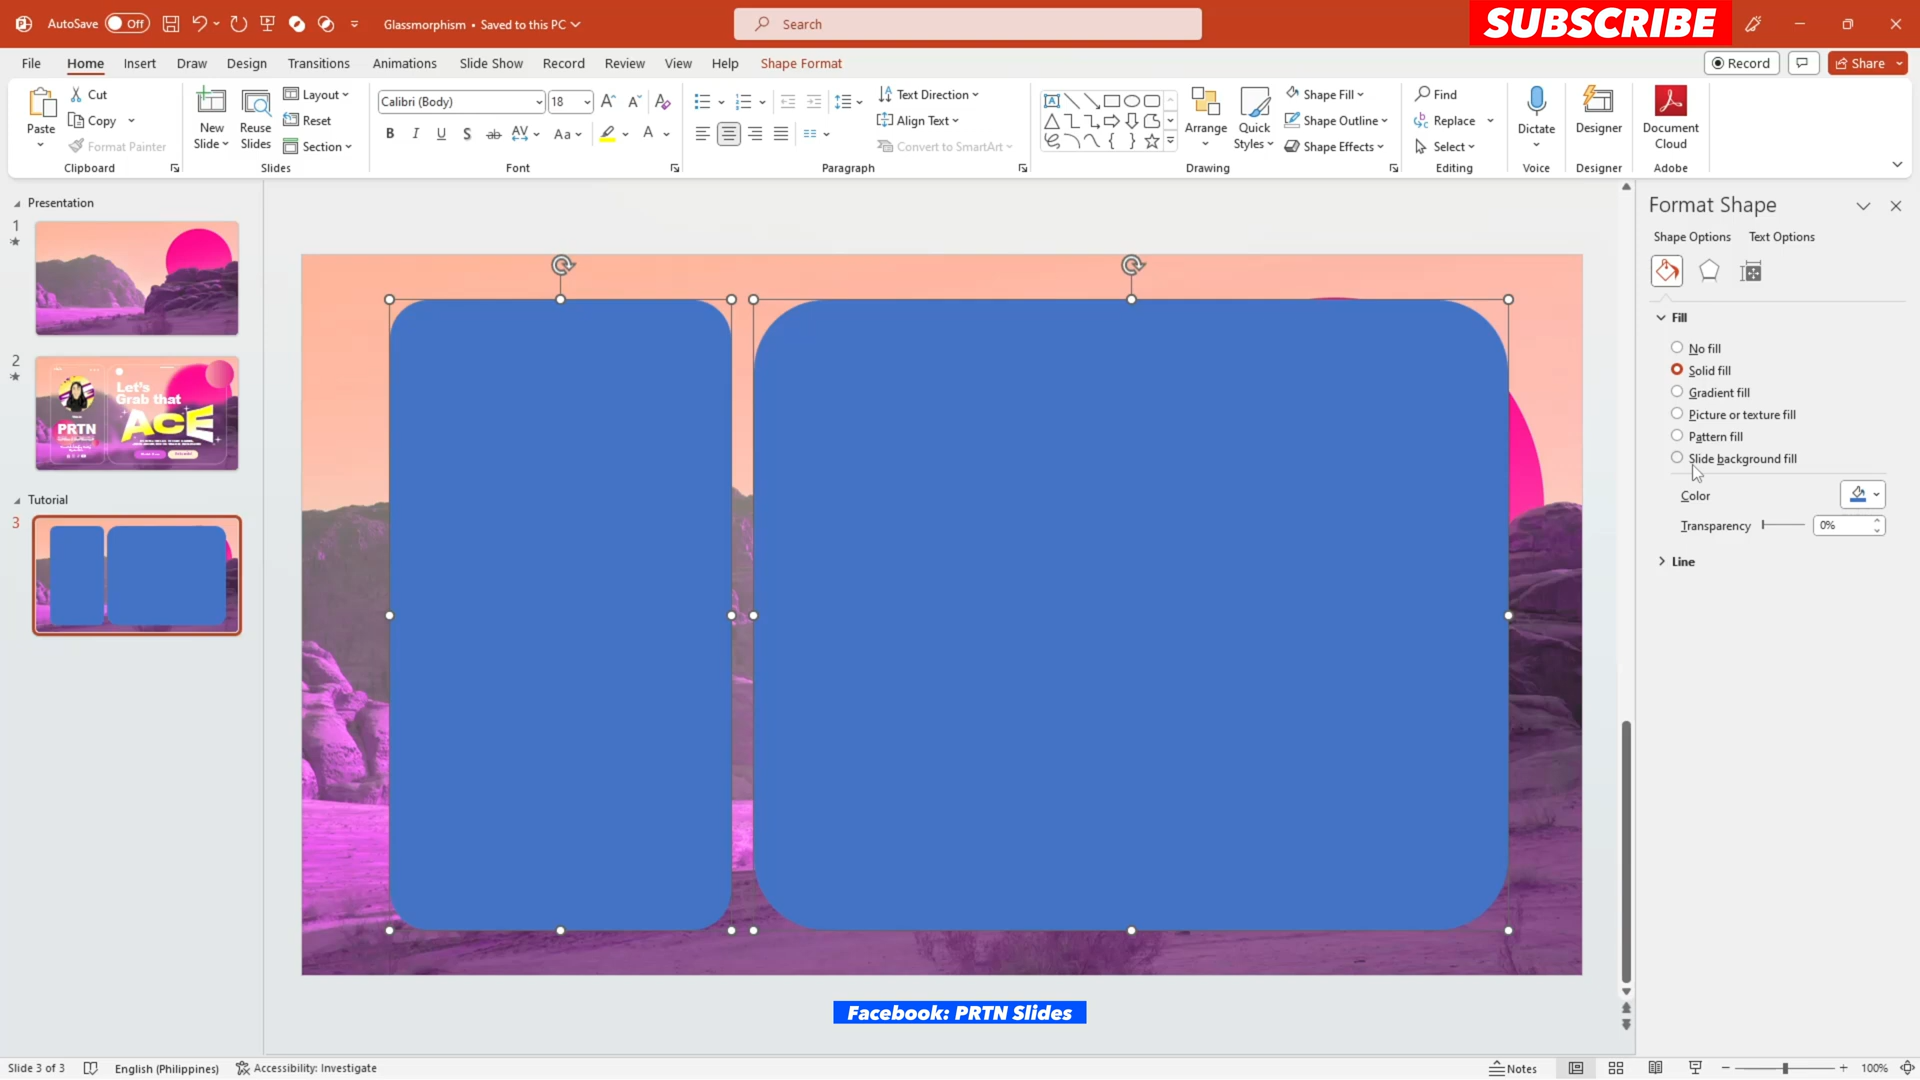 AutoSave Off
Glassmorphism • Saved to this PC
Search
SUBSCRIBE
File Home Insert Draw Design Transitions Animations Slide Show Record Review View Help Shape Format
Record
Share
Paste
Cut
Copy
Format Painter
Clipboard
New Slide
Reuse Slides
Layout
Reset
Section
Slides
Calibri (Body) 18
B I U S ab AV Aa A
Font
Text Direction
Align Text
Convert to SmartArt
Paragraph
Arrange
Quick Styles
Shape Fill
Shape Outline
Shape Effects
Drawing
Find
Replace
Select
Editing
Dictate
Voice
Designer
Designer
Document Cloud
Adobe
Presentation
1
2
Let's
Grab that
ACE
PRTN
Tutorial
3
Format Shape
Shape Options Text Options
Fill
No fill
Solid fill
Gradient fill
Picture or texture fill
Pattern fill
Slide background fill
Color
Transparency 0%
Line
Facebook: PRTN Slides
Slide 3 of 3 English (Philippines) Accessibility: Investigate
Notes
100%